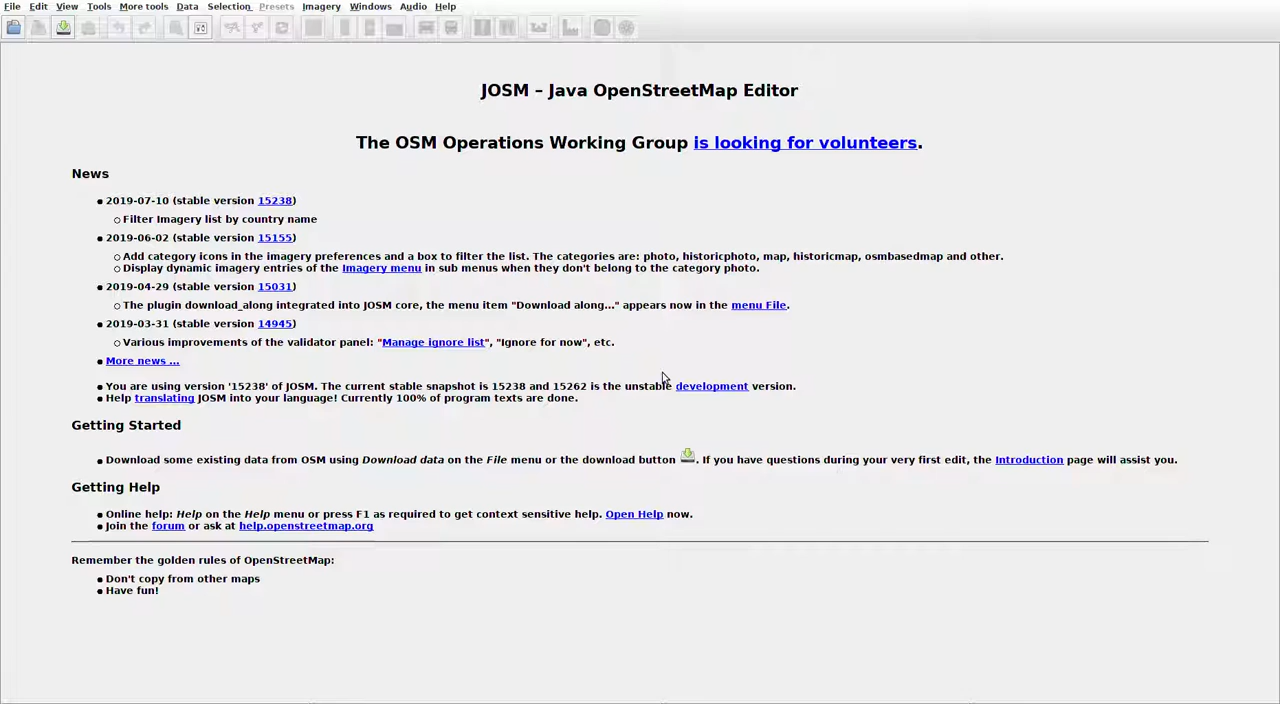 File Edit View Tools More tools Data Selection Presets Imagery Windows Audio Help
JOSM – Java OpenStreetMap Editor
The OSM Operations Working Group is looking for volunteers.
News
2019-07-10 (stable version 15238)
Filter Imagery list by country name
2019-06-02 (stable version 15155)
Add category icons in the imagery preferences and a box to filter the list. The categories are: photo, historicphoto, map, historicmap, osmbasedmap and other.
Display dynamic imagery entries of the Imagery menu in sub menus when they don't belong to the category photo.
2019-04-29 (stable version 15031)
The plugin download_along integrated into JOSM core, the menu item "Download along..." appears now in the menu File.
2019-03-31 (stable version 14945)
Various improvements of the validator panel: "Manage ignore list", "Ignore for now", etc.
More news ...
You are using version '15238' of JOSM. The current stable snapshot is 15238 and 15262 is the unstable development version.
Help translating JOSM into your language! Currently 100% of program texts are done.
Getting Started
Download some existing data from OSM using Download data on the File menu or the download button . If you have questions during your very first edit, the Introduction page will assist you.
Getting Help
Online help: Help on the Help menu or press F1 as required to get context sensitive help. Open Help now.
Join the forum or ask at help.openstreetmap.org
Remember the golden rules of OpenStreetMap:
Don't copy from other maps
Have fun!